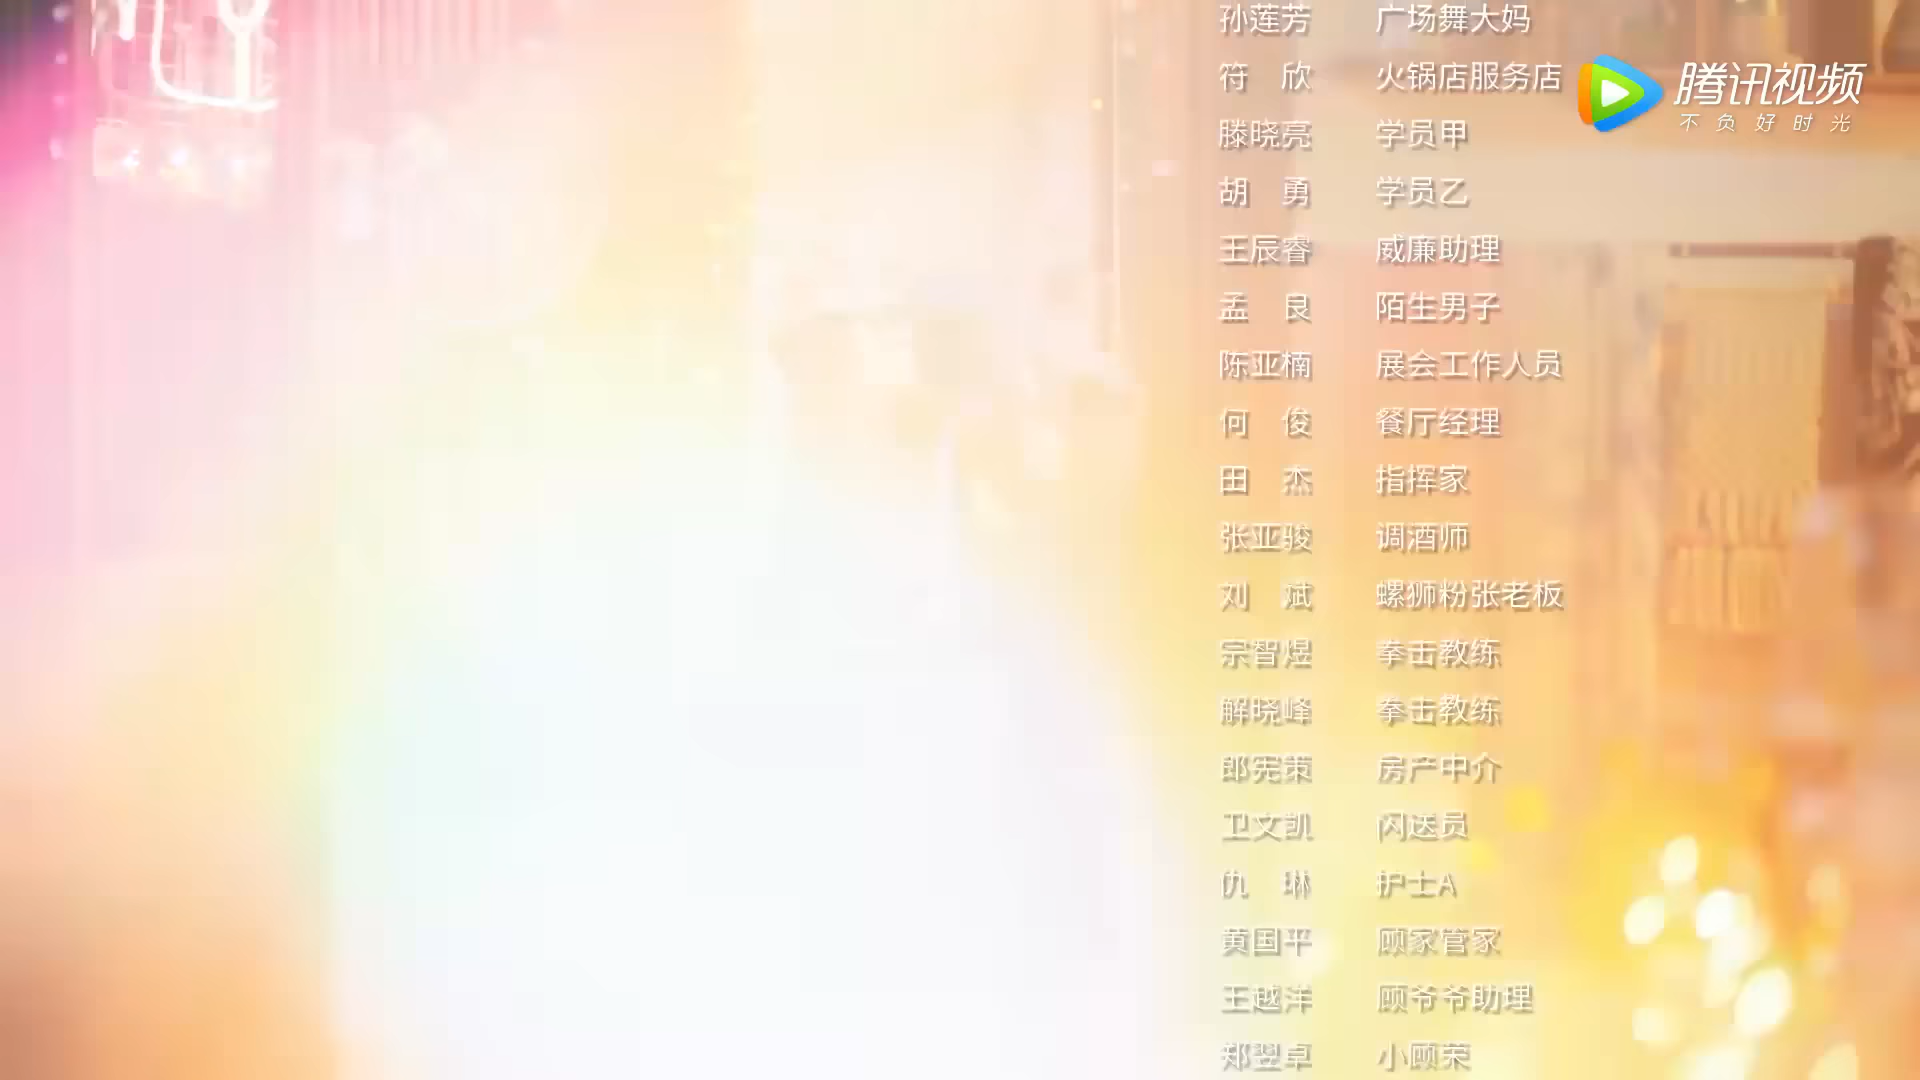 孙莲芳 广场舞大妈
符 欣 火锅店服务店
滕晓亮 学员甲
胡 勇 学员乙
王辰睿 威廉助理
孟 良 陌生男子
陈亚楠 展会工作人员
何 俊 餐厅经理
田 杰 指挥家
张亚骏 调酒师
刘 斌 螺狮粉张老板
宗智煜 拳击教练
解晓峰 拳击教练
郎宪策 房产中介
卫文凯 闪送员
仇 琳 护士A
黄国平 顾家管家
王越洋 顾爷爷助理
郑翌卓 小顾荣
腾讯视频
不负好时光